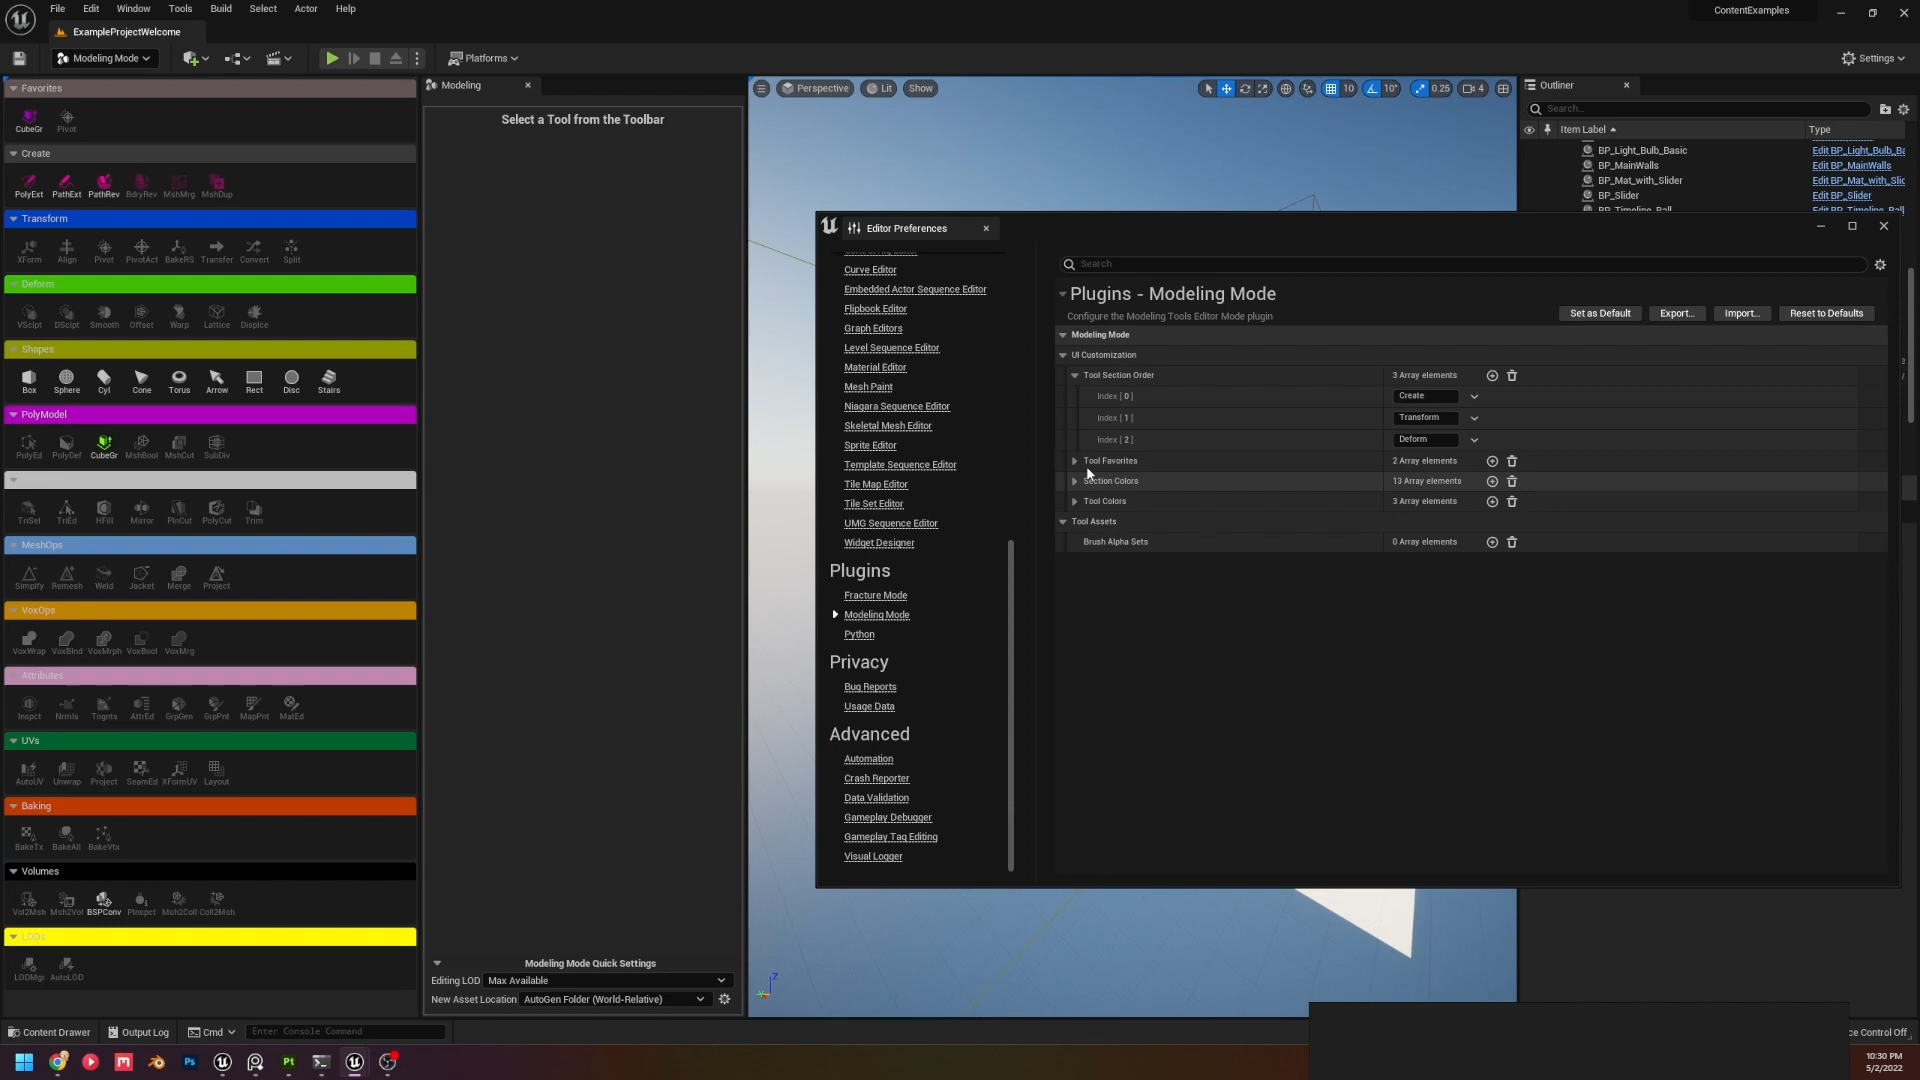 File Edit Window Tools Build Select Actor Help
ContentExamples
ExampleProjectWelcome
Modeling Mode
Platforms
Settings
Favorites
CubeGr Pivot
Create
PolyExt PathExt PathRev BdryRev MshMrg MshDup
Transform
XForm Align Pivot PivotAct BakeRS Transfer Convert Split
Deform
VSclpt DSclpt Smooth Offset Warp Lattice Displce
Shapes
Box Sphere Cyl Cone Torus Arrow Rect Disc Stairs
PolyModel
PolyEd PolyDef CubeGr MshBool MshCut SubDiv
TriSel TriEd HFill Mirror PlnCut PolyCut Trim
MeshOps
Simplfy Remesh Weld Jacket Merge Project
VoxOps
VoxWrap VoxBlnd VoxMrph VoxBool VoxMrg
Attributes
Inspct Nrmls Tngnts AttrEd GrpGen GrpPnt MapPnt MatEd
UVs
AutoUV Unwrap Project SeamEd XFormUV Layout
Baking
BakeTx BakeAll BakeVtx
Volumes
Vol2Msh Msh2Vol BSPConv PInspct Msh2Coll Coll2Msh
LODs
LODMgr AutoLOD
Modeling
Select a Tool from the Toolbar
Modeling Mode Quick Settings
Editing LOD Max Available
New Asset Location AutoGen Folder (World-Relative)
Perspective Lit Show
10 10° 0.25 4
Outliner
Search...
Item Label Type
BP_Light_Bulb_Basic Edit BP_Light_Bulb_Ba
BP_MainWalls Edit BP_MainWalls
BP_Mat_with_Slider Edit BP_Mat_with_Slid
BP_Slider Edit BP_Slider
BP_Timeline_Ball Edit BP_Timeline_Ball
Editor Preferences
Curve Editor
Embedded Actor Sequence Editor
Flipbook Editor
Graph Editors
Level Sequence Editor
Material Editor
Mesh Paint
Niagara Sequence Editor
Skeletal Mesh Editor
Sprite Editor
Template Sequence Editor
Tile Map Editor
Tile Set Editor
UMG Sequence Editor
Widget Designer
Plugins
Fracture Mode
Modeling Mode
Python
Privacy
Bug Reports
Usage Data
Advanced
Automation
Crash Reporter
Data Validation
Gameplay Debugger
Gameplay Tag Editing
Visual Logger
Search
Plugins - Modeling Mode
Configure the Modeling Tools Editor Mode plugin
Set as Default Export... Import... Reset to Defaults
Modeling Mode
UI Customization
Tool Section Order 3 Array elements
Index [ 0 ] Create
Index [ 1 ] Transform
Index [ 2 ] Deform
Tool Favorites 2 Array elements
Section Colors 13 Array elements
Tool Colors 3 Array elements
Tool Assets
Brush Alpha Sets 0 Array elements
Content Drawer Output Log Cmd Enter Console Command
ce Control Off
10:30 PM
5/2/2022